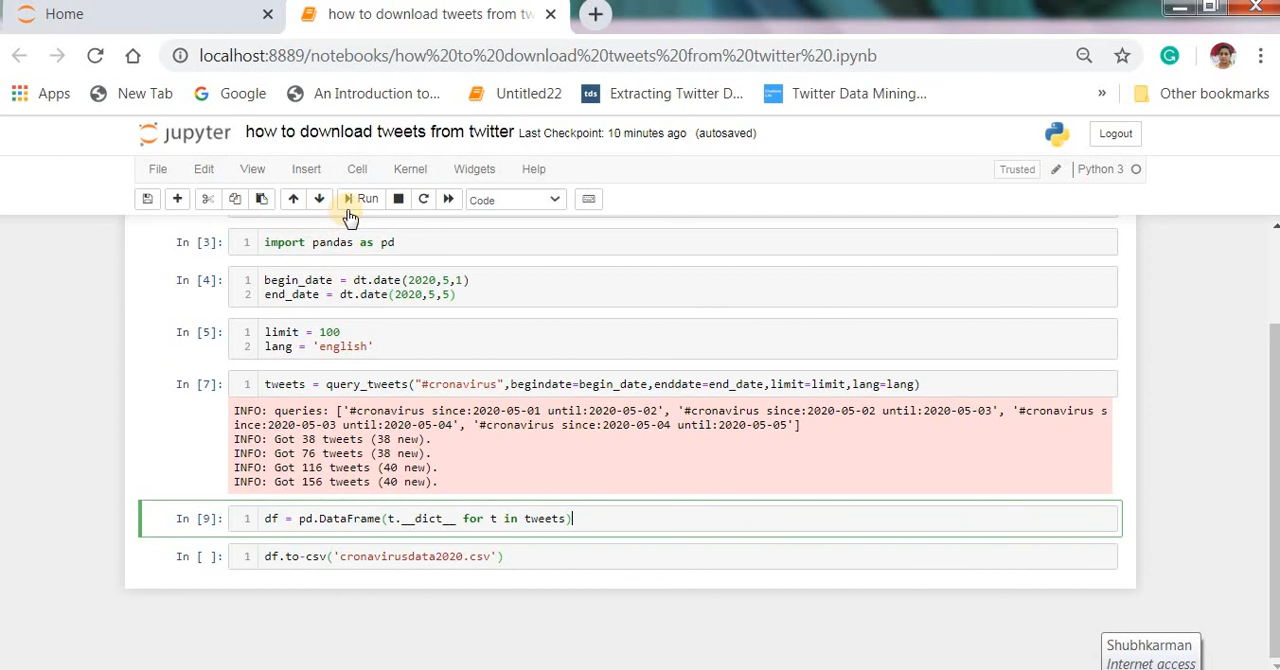 Home
how to download tweets from tw
localhost:8889/notebooks/how%20to%20download%20tweets%20from%20twitter%20.ipynb
Apps New Tab Google An Introduction to... Untitled22 tds Extracting Twitter D... Twitter Data Mining... » Other bookmarks
jupyter how to download tweets from twitter Last Checkpoint: 10 minutes ago (autosaved) Logout
File Edit View Insert Cell Kernel Widgets Help Trusted Python 3
Run Code
In [3]: 1 import pandas as pd
In [4]: 1 begin_date = dt.date(2020,5,1)
2 end_date = dt.date(2020,5,5)
In [5]: 1 limit = 100
2 lang = 'english'
In [7]: 1 tweets = query_tweets("#cronavirus",begindate=begin_date,enddate=end_date,limit=limit,lang=lang)
INFO: queries: ['#cronavirus since:2020-05-01 until:2020-05-02', '#cronavirus since:2020-05-02 until:2020-05-03', '#cronavirus s
ince:2020-05-03 until:2020-05-04', '#cronavirus since:2020-05-04 until:2020-05-05']
INFO: Got 38 tweets (38 new).
INFO: Got 76 tweets (38 new).
INFO: Got 116 tweets (40 new).
INFO: Got 156 tweets (40 new).
In [9]: 1 df = pd.DataFrame(t.__dict__ for t in tweets)
In [ ]: 1 df.to-csv('cronavirusdata2020.csv')
Shubhkarman
Internet access